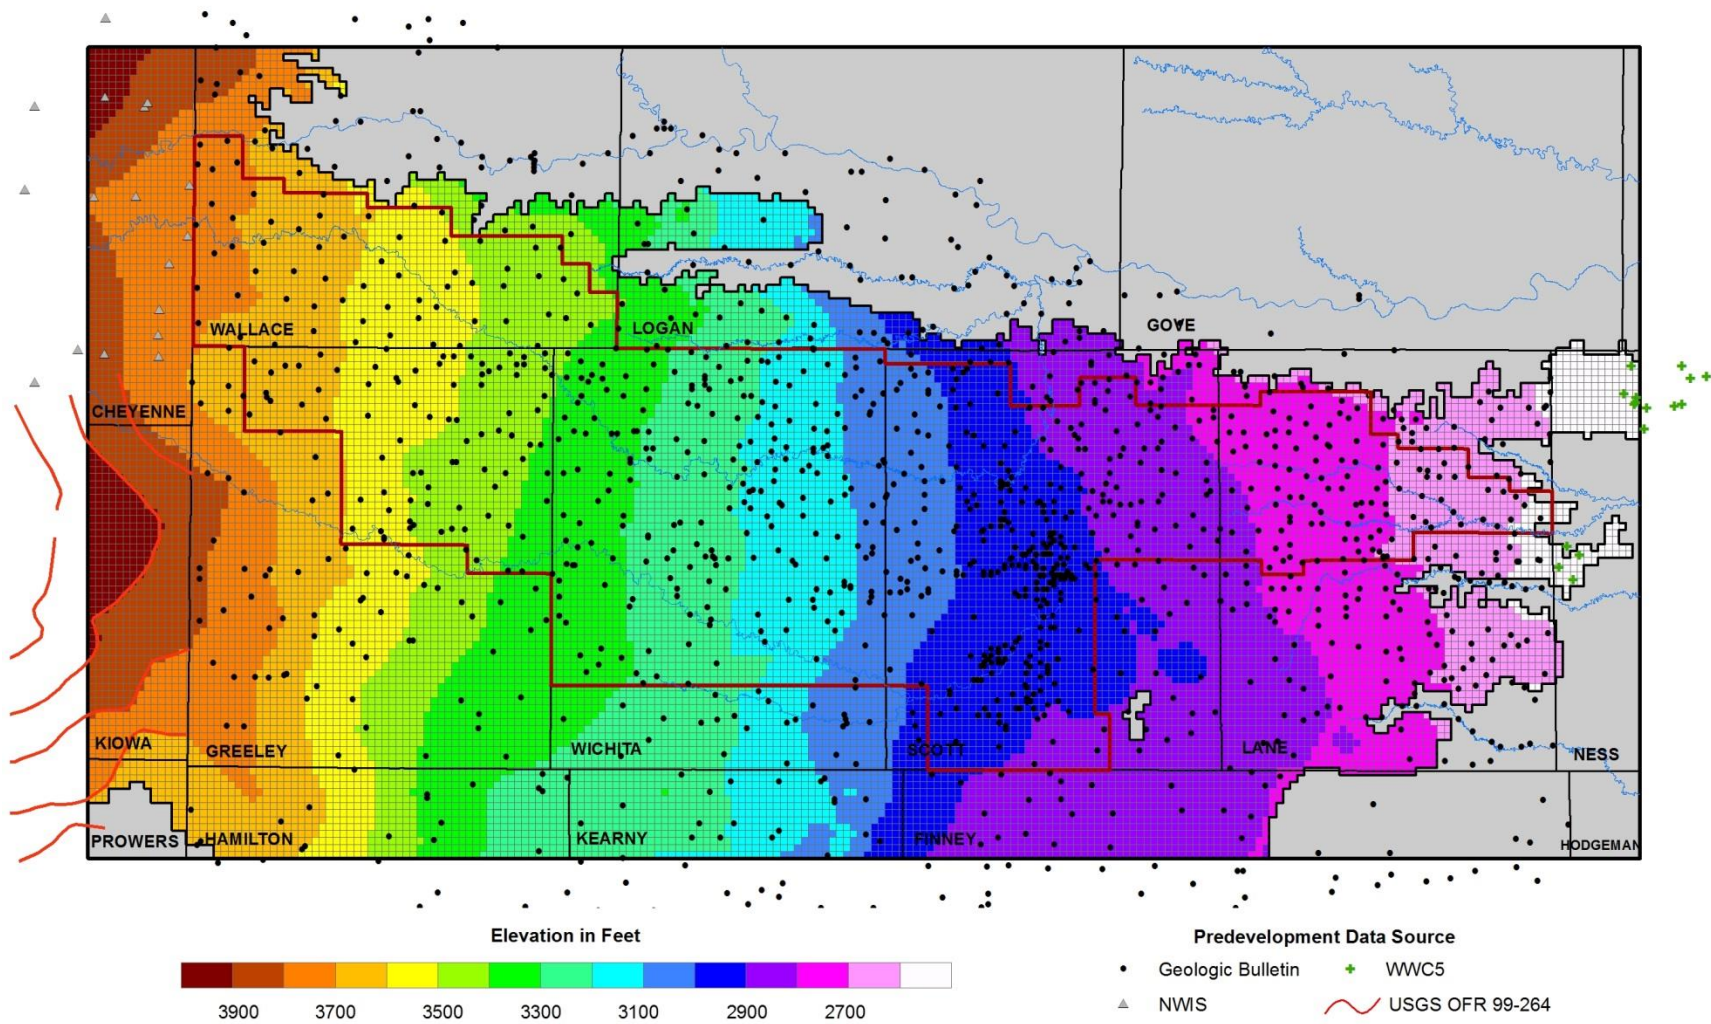 WALLACE
LOGAN
GOVE
CHEYENNE
KIOWA
GREELEY
WICHITA
SCOTT
LANE
NESS
PROWERS
HAMILTON
KEARNY
FINNEY
HODGEMAN
Elevation in Feet
3900 3700 3500 3300 3100 2900 2700
Predevelopment Data Source
Geologic Bulletin
WWC5
NWIS
USGS OFR 99-264